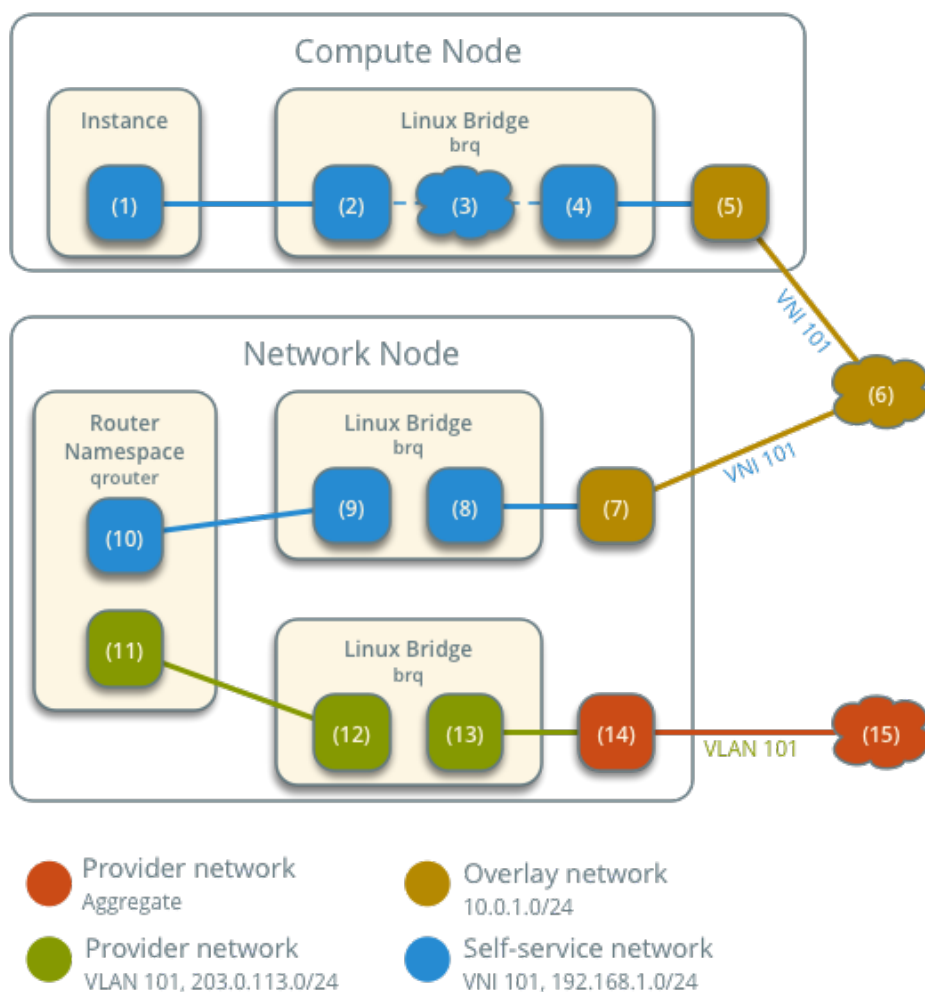 Compute Node
Instance
Linux Bridge
brq
(1)
(2)
(3)
(4)
(5)
VNI 101
(6)
VNI 101
Network Node
Router
Namespace
qrouter
Linux Bridge
brq
(10)
(9)
(8)
(7)
(11)
Linux Bridge
brq
(12)
(13)
(14)
VLAN 101
(15)
Provider network
Aggregate
Overlay network
10.0.1.0/24
Provider network
VLAN 101, 203.0.113.0/24
Self-service network
VNI 101, 192.168.1.0/24